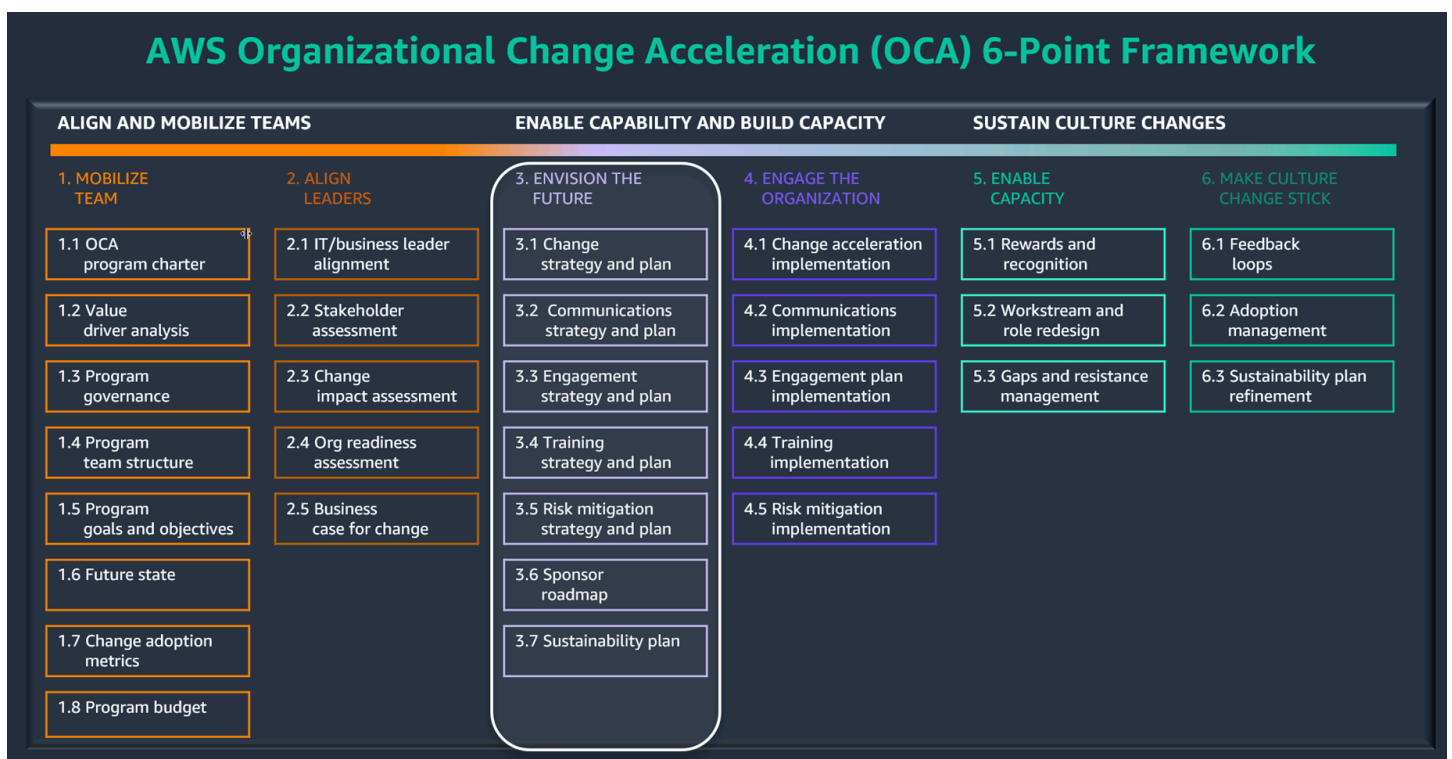 AWS Organizational Change Acceleration (OCA) 6-Point Framework
ALIGN AND MOBILIZE TEAMS
ENABLE CAPABILITY AND BUILD CAPACITY
SUSTAIN CULTURE CHANGES
1. MOBILIZE
TEAM
1.1 OCA
program charter
1.2 Value
driver analysis
1.3 Program
governance
1.4 Program
team structure
1.5 Program
goals and objectives
1.6 Future state
1.7 Change adoption
metrics
1.8 Program budget
2. ALIGN
LEADERS
2.1 IT/business leader
alignment
2.2 Stakeholder
assessment
2.3 Change
impact assessment
2.4 Org readiness
assessment
2.5 Business
case for change
3. ENVISION THE
FUTURE
3.1 Change
strategy and plan
3.2 Communications
strategy and plan
3.3 Engagement
strategy and plan
3.4 Training
strategy and plan
3.5 Risk mitigation
strategy and plan
3.6 Sponsor
roadmap
3.7 Sustainability plan
4. ENGAGE THE
ORGANIZATION
4.1 Change acceleration
implementation
4.2 Communications
implementation
4.3 Engagement plan
implementation
4.4 Training
implementation
4.5 Risk mitigation
implementation
5. ENABLE
CAPACITY
5.1 Rewards and
recognition
5.2 Workstream and
role redesign
5.3 Gaps and resistance
management
6. MAKE CULTURE
CHANGE STICK
6.1 Feedback
loops
6.2 Adoption
management
6.3 Sustainability plan
refinement